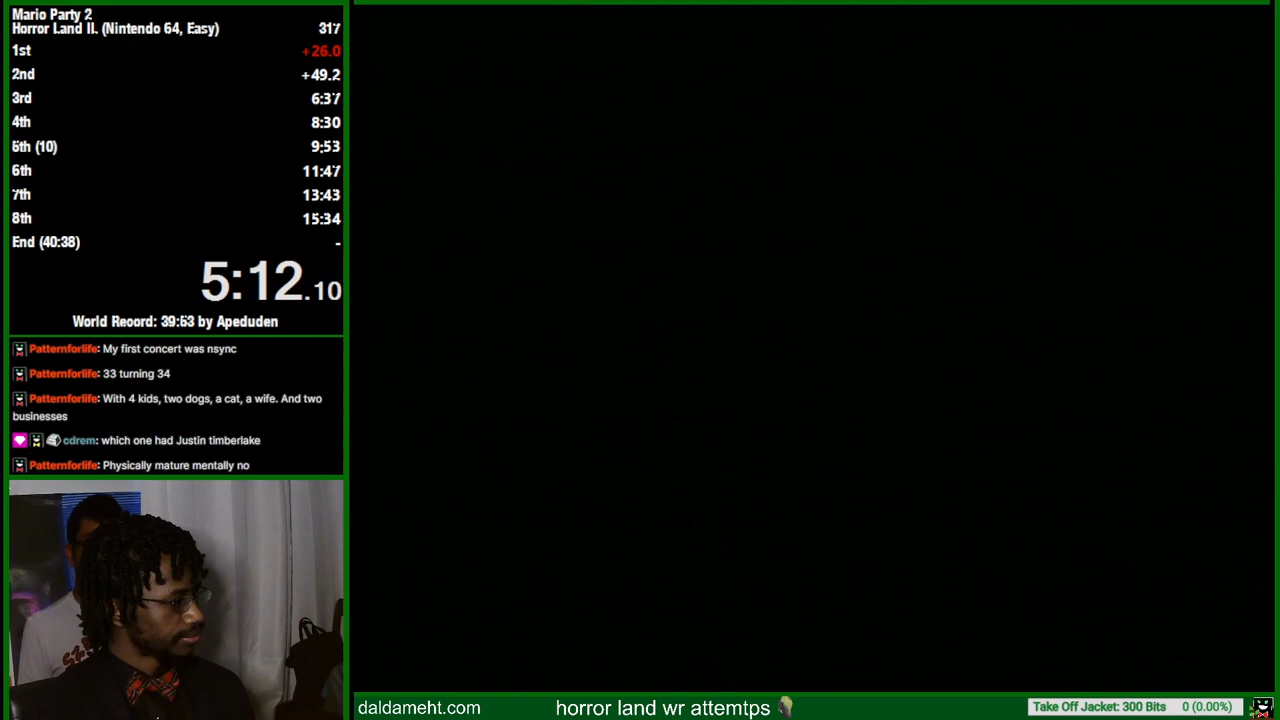 Mario Party 2
Horror Land II. (Nintendo 64, Easy) 317
1st +26.0
2nd +49.2
3rd 6:37
4th 8:30
5th (10) 9:53
6th 11:47
7th 13:43
8th 15:34
End (40:38) -
5:12.10
World Record: 39:53 by Apeduden
Patternforlife: My first concert was nsync
Patternforlife: 33 turning 34
Patternforlife: With 4 kids, two dogs, a cat, a wife. And two
businesses
cdrem: which one had Justin timberlake
Patternforlife: Physically mature mentally no
daldameht.com
horror land wr attemtps
Take Off Jacket: 300 Bits 0 (0.00%)